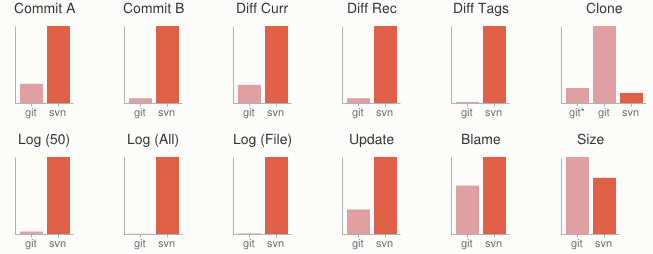 Commit A Commit B Diff Curr Diff Rec Diff Tags Clone
git svn git svn git svn git svn git svn git* git svn
Log (50) Log (All) Log (File) Update Blame Size
git svn git svn git svn git svn git svn git svn